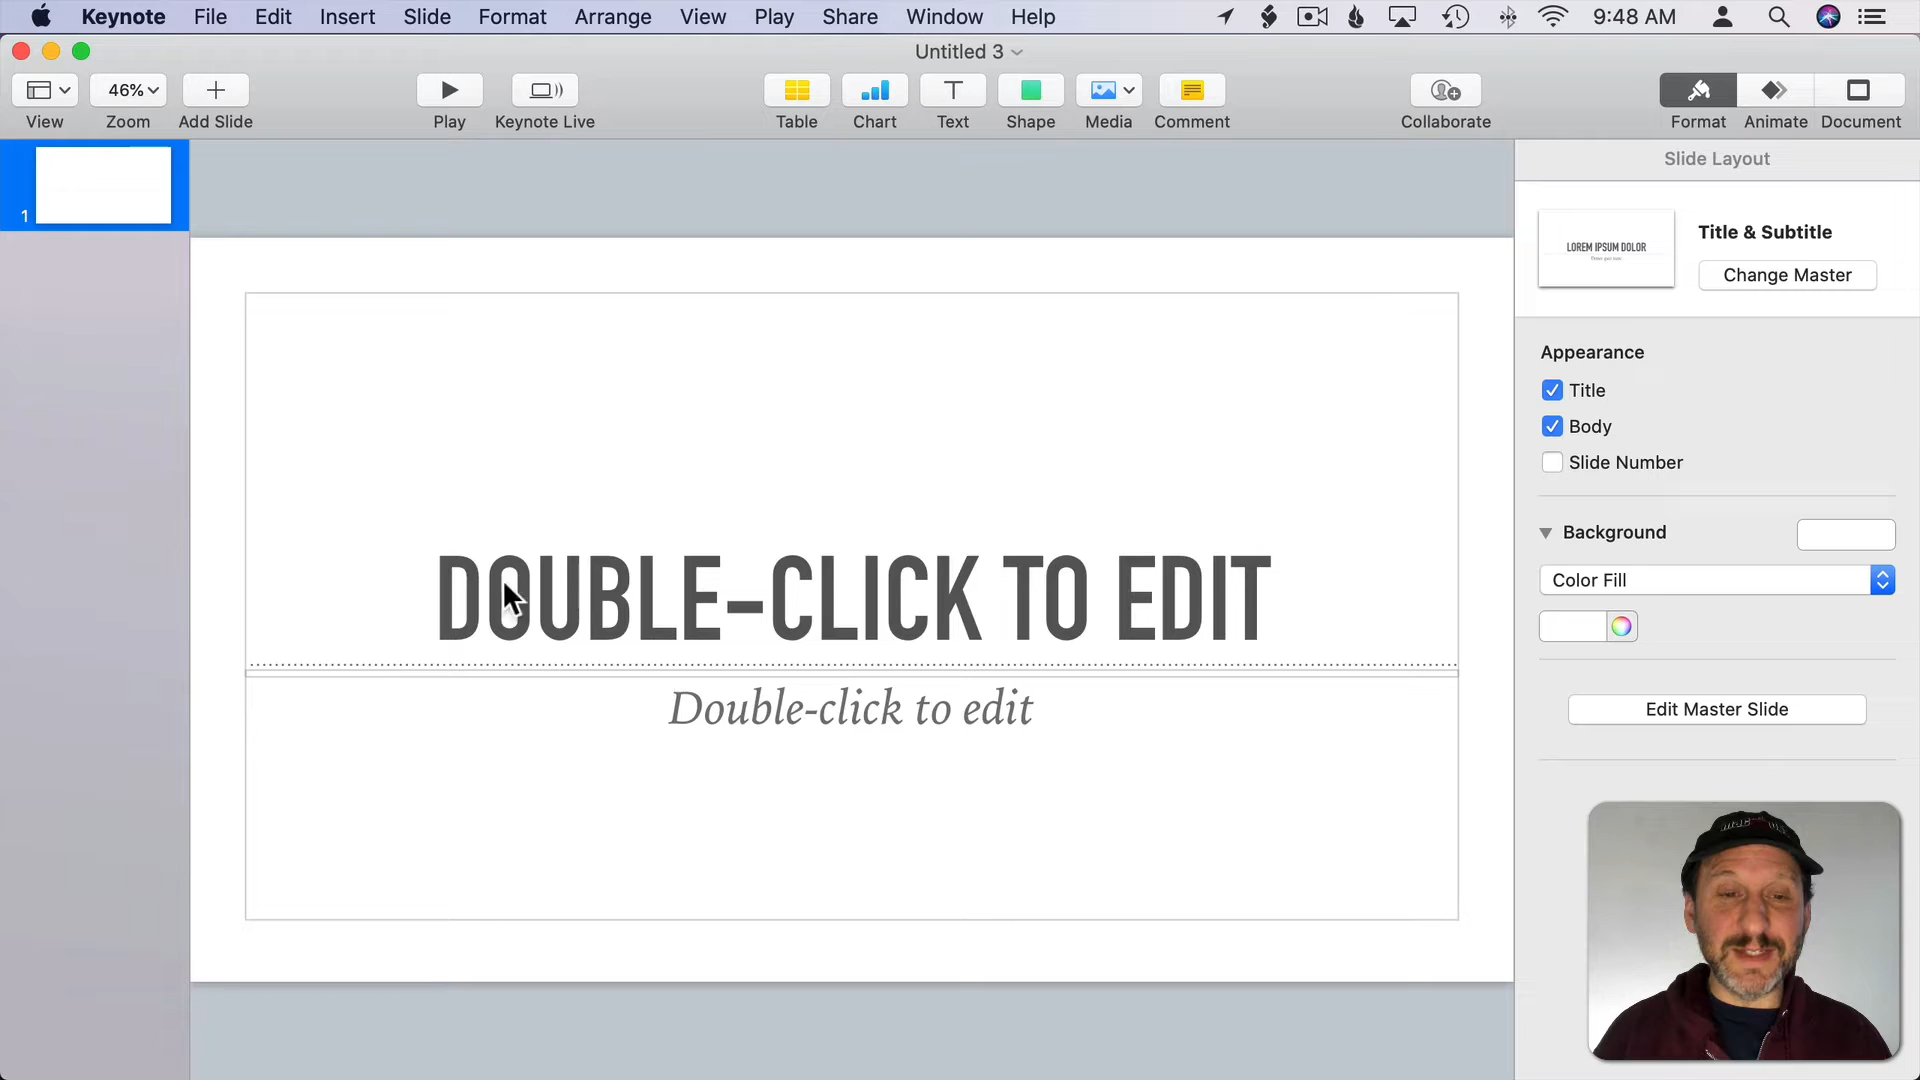 Keynote File Edit Insert Slide Format Arrange View Play Share Window Help 9:48 AM
Untitled 3
46%
View Zoom Add Slide Play Keynote Live Table Chart Text Shape Media Comment Collaborate Format Animate Document
Slide Layout
1
LOREM IPSUM DOLOR
Title & Subtitle
Change Master
Appearance
Title
Body
Slide Number
Background
Color Fill
Edit Master Slide
DOUBLE-CLICK TO EDIT
Double-click to edit